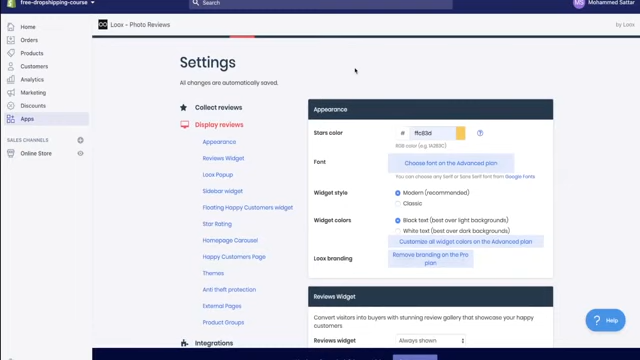 free-dropshipping-course
Search
MS
Mohammed Sattar
Home
Orders
Products
Customers
Analytics
Marketing
Discounts
Apps
SALES CHANNELS
Online Store
Loox - Photo Reviews
by Loox
Settings
All changes are automatically saved.
Collect reviews
Display reviews
Appearance
Reviews Widget
Loox Popup
Sidebar widget
Floating Happy Customers widget
Star Rating
Homepage Carousel
Happy Customers Page
Themes
Anti theft protection
External Pages
Product Groups
Integrations
Appearance
Stars color
#
ffc83d
RGB color (e.g. 1A2B3C)
Font
Choose font on the Advanced plan
You can choose any Serif or Sans Serif font from Google Fonts
Widget style
Modern (recommended)
Classic
Widget colors
Black text (best over light backgrounds)
White text (best over dark backgrounds)
Customize all widget colors on the Advanced plan
Loox branding
Remove branding on the Pro
plan
Reviews Widget
Convert visitors into buyers with stunning review gallery that showcase your happy
customers
Reviews widget
Always shown
Help